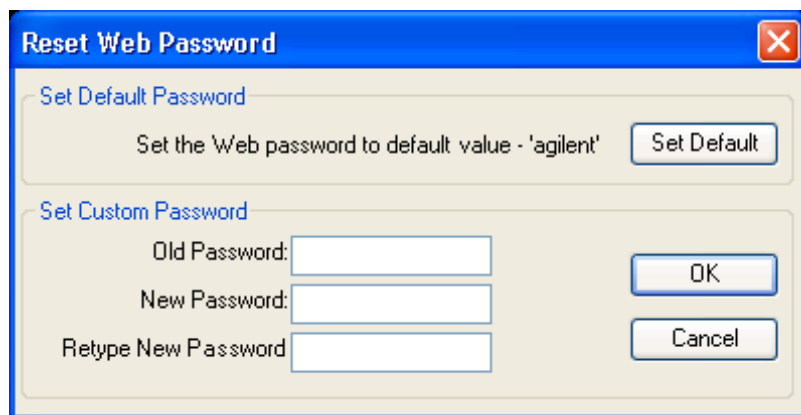 Reset Web Password
Set Default Password
Set the Web password to default value - 'agilent'
Set Default
Set Custom Password
Old Password:
OK
New Password:
Retype New Password
Cancel